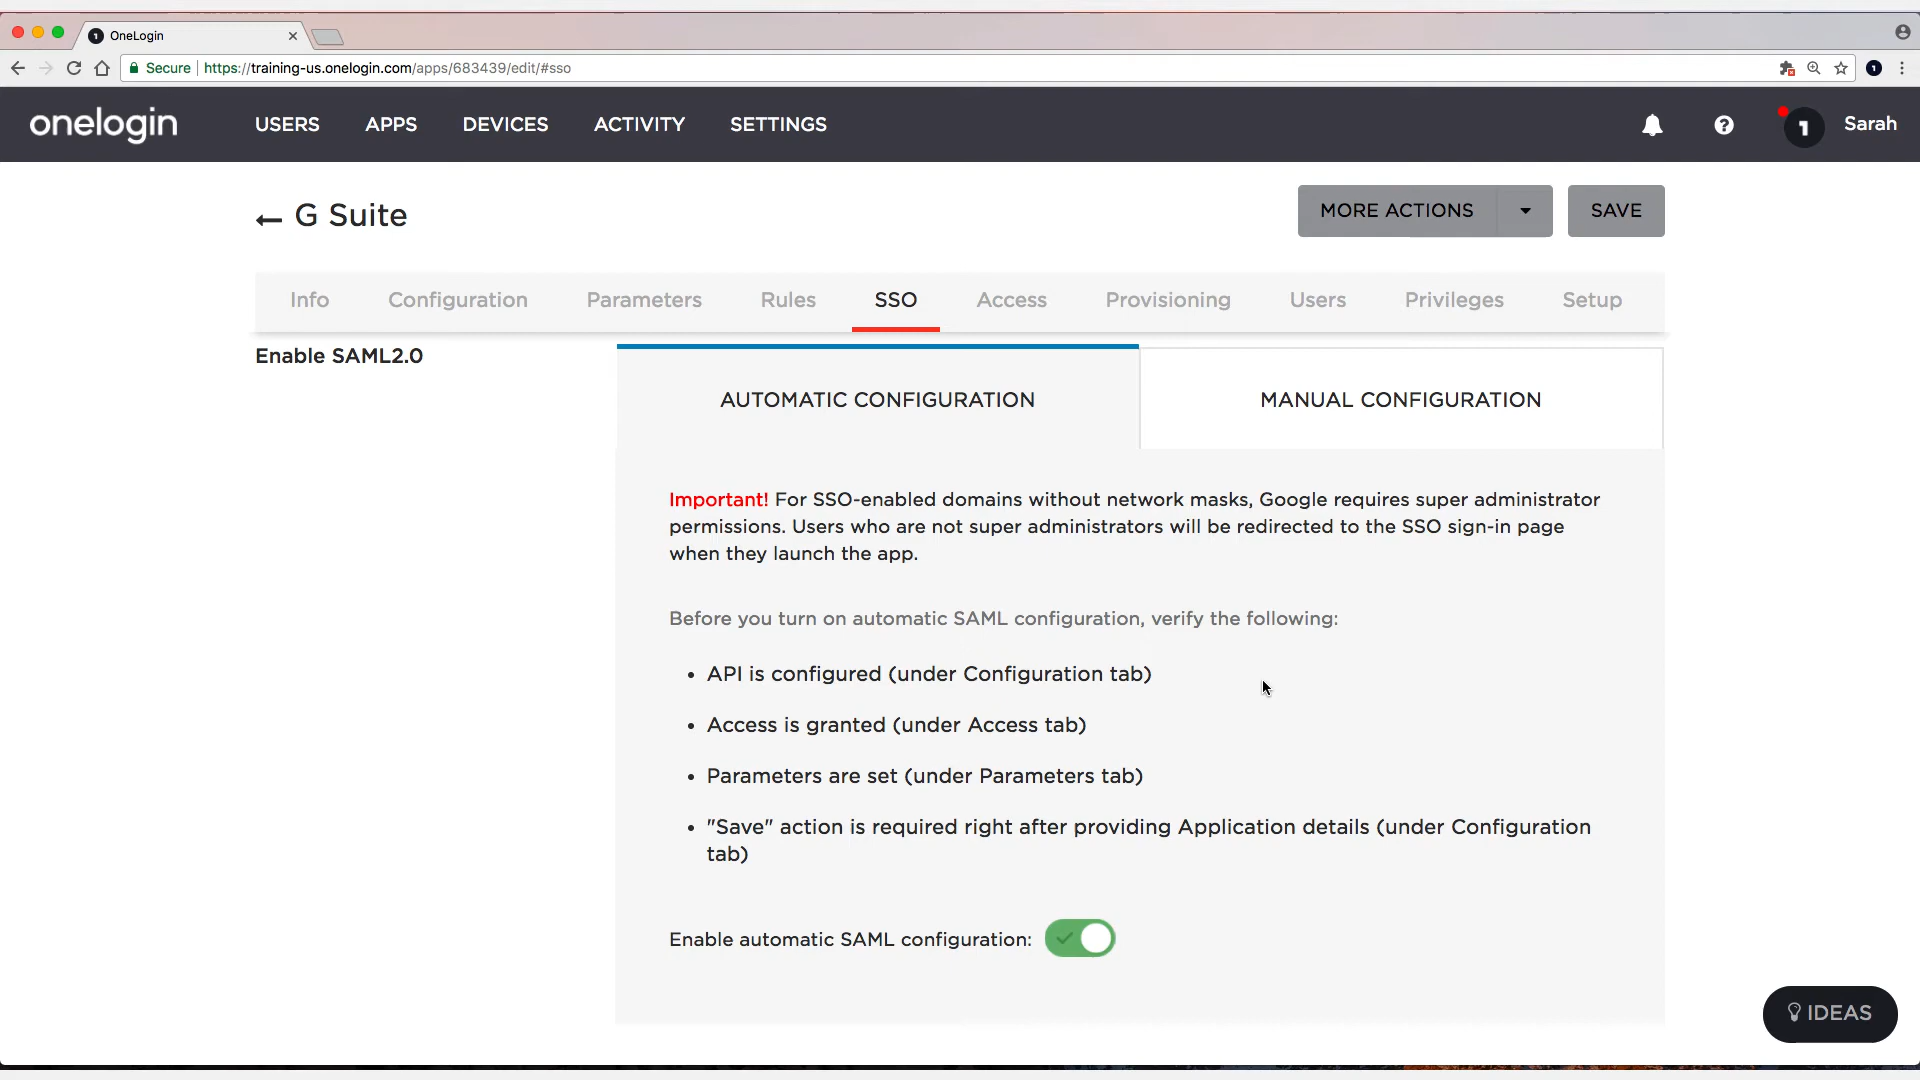 OneLogin
Secure https://training-us.onelogin.com/apps/683439/edit/#sso
onelogin USERS APPS DEVICES ACTIVITY SETTINGS 1 Sarah
G Suite MORE ACTIONS SAVE
Info Configuration Parameters Rules SSO Access Provisioning Users Privileges Setup
Enable SAML2.0
AUTOMATIC CONFIGURATION MANUAL CONFIGURATION
Important! For SSO-enabled domains without network masks, Google requires super administrator
permissions. Users who are not super administrators will be redirected to the SSO sign-in page
when they launch the app.
Before you turn on automatic SAML configuration, verify the following:
• API is configured (under Configuration tab)
• Access is granted (under Access tab)
• Parameters are set (under Parameters tab)
• "Save" action is required right after providing Application details (under Configuration
tab)
Enable automatic SAML configuration:
IDEAS